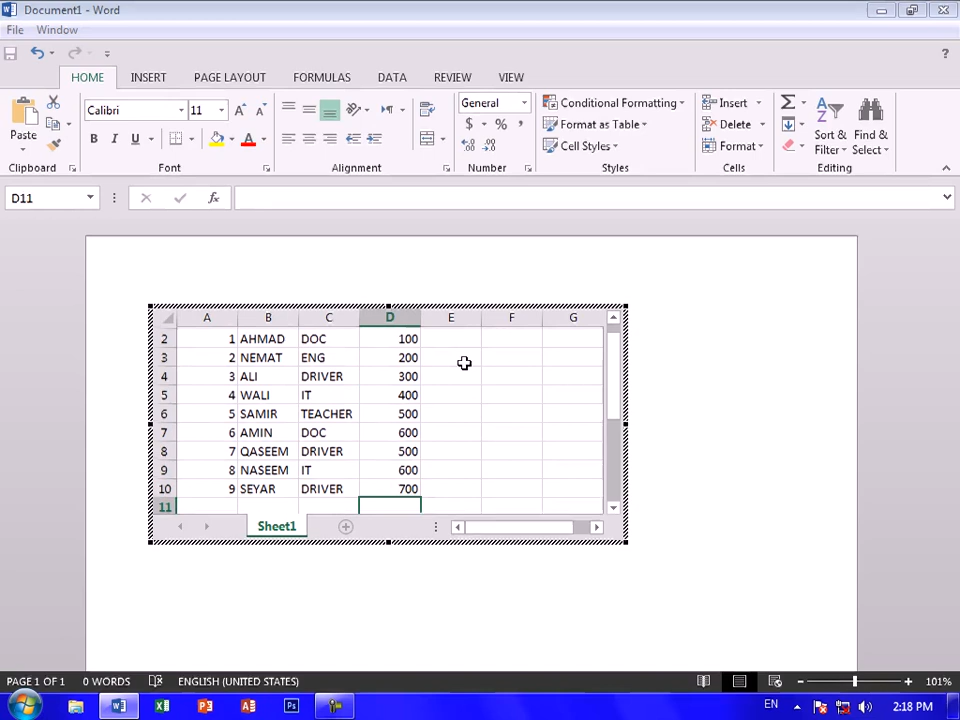 Document1 - Word
File Window
?
HOME INSERT PAGE LAYOUT FORMULAS DATA REVIEW VIEW
Paste
Calibri 11 A A
B I U A
General
$ % ,
Conditional Formatting
Format as Table
Cell Styles
Insert
Delete
Format
Sort & Filter
Find & Select
Clipboard Font Alignment Number Styles Cells Editing
D11 fx
A B C D E F G
2 1 AHMAD DOC 100
3 2 NEMAT ENG 200
4 3 ALI DRIVER 300
5 4 WALI IT 400
6 5 SAMIR TEACHER 500
7 6 AMIN DOC 600
8 7 QASEEM DRIVER 500
9 8 NASEEM IT 600
10 9 SEYAR DRIVER 700
11
Sheet1
PAGE 1 OF 1 0 WORDS ENGLISH (UNITED STATES) 101%
EN 2:18 PM